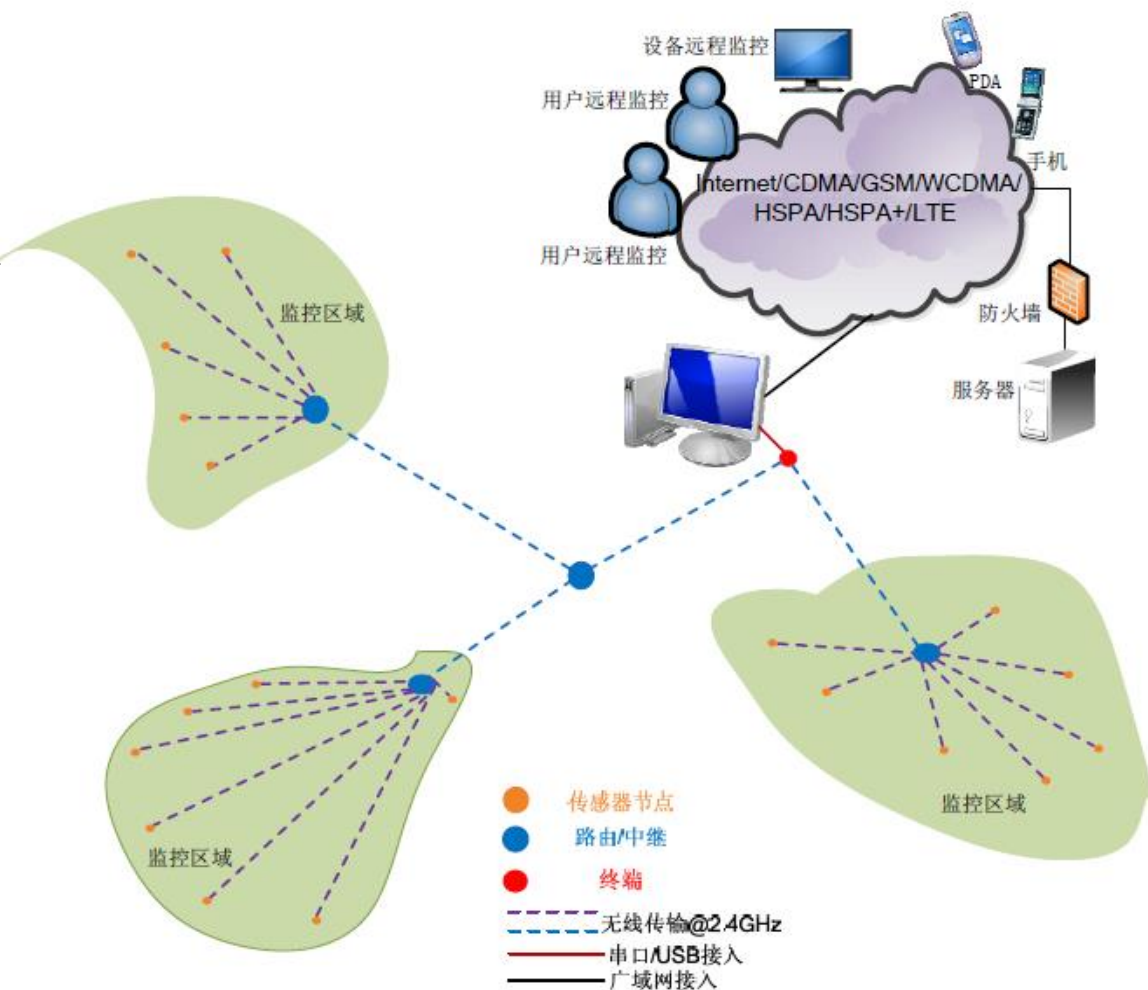 设备远程监控
PDA
用户远程监控
手机
Internet/CDMA/GSM/WCDMA/
HSPA/HSPA+/LTE
用户远程监控
监控区域
防火墙
服务器
监控区域
监控区域
传感器节点
路由/中继
终端
无线传输@2.4GHz
串口/USB接入
广域网接入